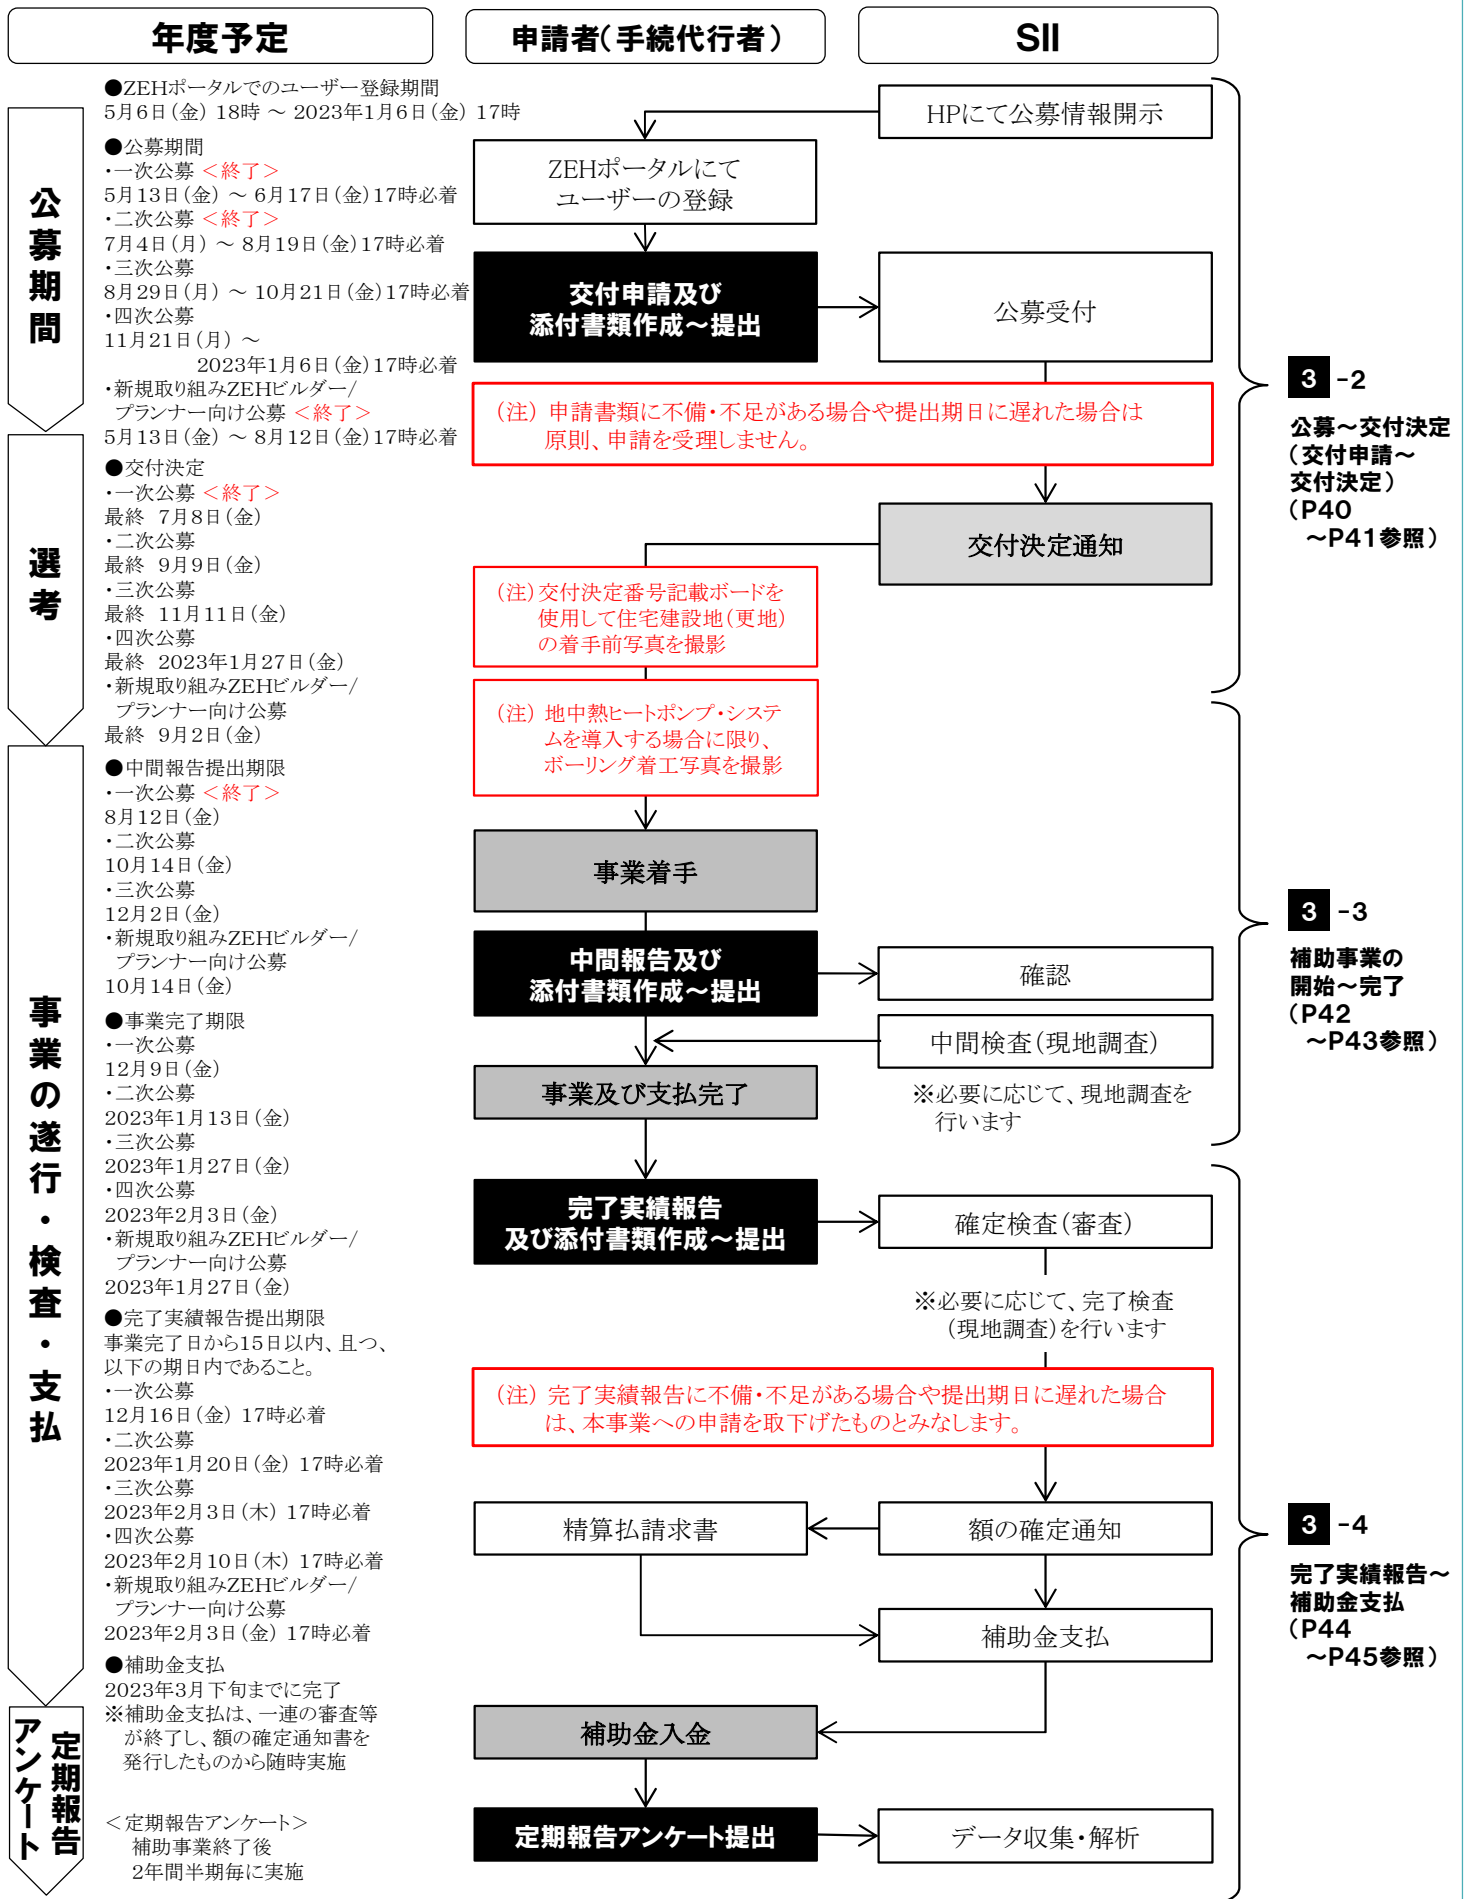 年度予定
申請者(手続代行者)
SII
公募期間
選考
事業の遂行・検査・支払
定期報告
アンケート
●ZEHポータルでのユーザー登録期間
5月6日(金) 18時 ～ 2023年1月6日(金) 17時
●公募期間
・一次公募 <終了>
5月13日(金) ～ 6月17日(金)17時必着
・二次公募 <終了>
7月4日(月) ～ 8月19日(金)17時必着
・三次公募
8月29日(月) ～ 10月21日(金)17時必着
・四次公募
11月21日(月) ～
2023年1月6日(金)17時必着
・新規取り組みZEHビルダー/
プランナー向け公募 <終了>
5月13日(金) ～ 8月12日(金)17時必着
●交付決定
・一次公募 <終了>
最終 7月8日(金)
・二次公募
最終 9月9日(金)
・三次公募
最終 11月11日(金)
・四次公募
最終 2023年1月27日(金)
・新規取り組みZEHビルダー/
プランナー向け公募
最終 9月2日(金)
●中間報告提出期限
・一次公募 <終了>
8月12日(金)
・二次公募
10月14日(金)
・三次公募
12月2日(金)
・新規取り組みZEHビルダー/
プランナー向け公募
10月14日(金)
●事業完了期限
・一次公募
12月9日(金)
・二次公募
2023年1月13日(金)
・三次公募
2023年1月27日(金)
・四次公募
2023年2月3日(金)
・新規取り組みZEHビルダー/
プランナー向け公募
2023年1月27日(金)
●完了実績報告提出期限
事業完了日から15日以内、且つ、
以下の期日内であること。
・一次公募
12月16日(金) 17時必着
・二次公募
2023年1月20日(金) 17時必着
・三次公募
2023年2月3日(木) 17時必着
・四次公募
2023年2月10日(木) 17時必着
・新規取り組みZEHビルダー/
プランナー向け公募
2023年2月3日(金) 17時必着
●補助金支払
2023年3月下旬までに完了
※補助金支払は、一連の審査等
が終了し、額の確定通知書を
発行したものから随時実施
<定期報告アンケート>
補助事業終了後
2年間半期毎に実施
HPにて公募情報開示
ZEHポータルにて
ユーザーの登録
交付申請及び
添付書類作成～提出
公募受付
(注) 申請書類に不備・不足がある場合や提出期日に遅れた場合は
原則、申請を受理しません。
交付決定通知
(注) 交付決定番号記載ボードを
使用して住宅建設地(更地)
の着手前写真を撮影
(注) 地中熱ヒートポンプ・システ
ムを導入する場合に限り、
ボーリング着工写真を撮影
事業着手
中間報告及び
添付書類作成～提出
確認
中間検査(現地調査)
事業及び支払完了
※必要に応じて、現地調査を
行います
完了実績報告
及び添付書類作成～提出
確定検査(審査)
※必要に応じて、完了検査
(現地調査)を行います
(注) 完了実績報告に不備・不足がある場合や提出期日に遅れた場合
は、本事業への申請を取下げたものとみなします。
精算払請求書
額の確定通知
補助金支払
補助金入金
定期報告アンケート提出
データ収集・解析
3 -2
公募～交付決定
(交付申請～
交付決定)
(P40
～P41参照)
3 -3
補助事業の
開始～完了
(P42
～P43参照)
3 -4
完了実績報告～
補助金支払
(P44
～P45参照)